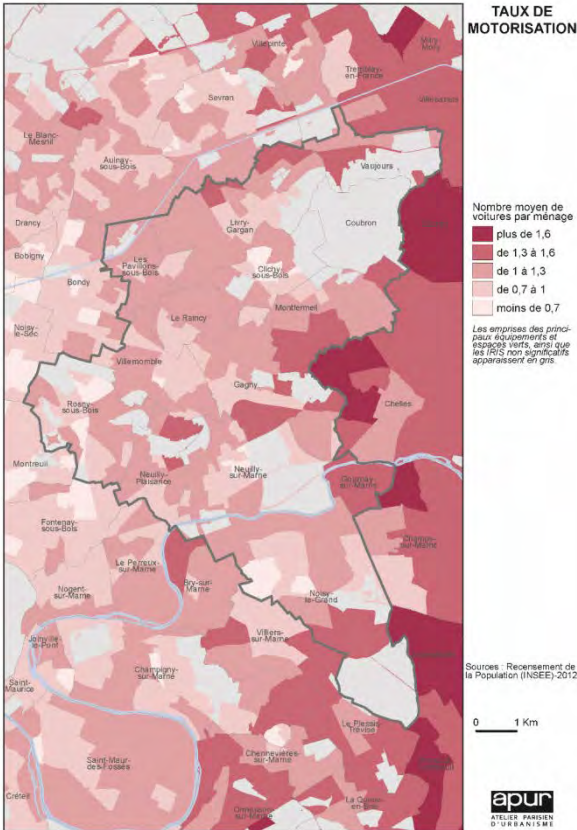 TAUX DE
MOTORISATION
Villepinte
Mitry-
Mory
Tremblay-
en-France
Villeparisis
Sevran
Le Blanc-
Mesnil
Aulnay-
sous-Bois
Vaujours
Coubron
Drancy
Livry-
Gargan
Bobigny
Les
Pavillons-
sous-Bois
Clichy-
sous-Bois
Bondy
Montfermeil
Noisy-
le-Sec
Le Raincy
Villemomble
Gagny
Rosny-
sous-Bois
Chelles
Montreuil
Neuilly-
Plaisance
Neuilly-
sur-Marne
Gournay-
sur-Marne
Fontenay-
sous-Bois
Champs-
sur-Marne
Le Perreux-
sur-Marne
Bry-sur-
Marne
Nogent-
sur-Marne
Noisy-
le-Grand
Joinville-
le-Pont
Villiers-
sur-Marne
Champigny-
sur-Marne
Saint-
Maurice
Le Plessis-
Trévise
Saint-Maur-
des-Fossés
Chennevières-
sur-Marne
Créteil
La Queue-
en-Brie
Ormesson-
sur-Marne
Nombre moyen de
voitures par ménage
plus de 1,6
de 1,3 à 1,6
de 1 à 1,3
de 0,7 à 1
moins de 0,7
Les emprises des princi-
paux équipements et
espaces verts, ainsi que
les IRIS non significatifs
apparaissent en gris.
Sources : Recensement de
la Population (INSEE)-2012
0 1 Km
apur
ATELIER PARISIEN
D'URBANISME